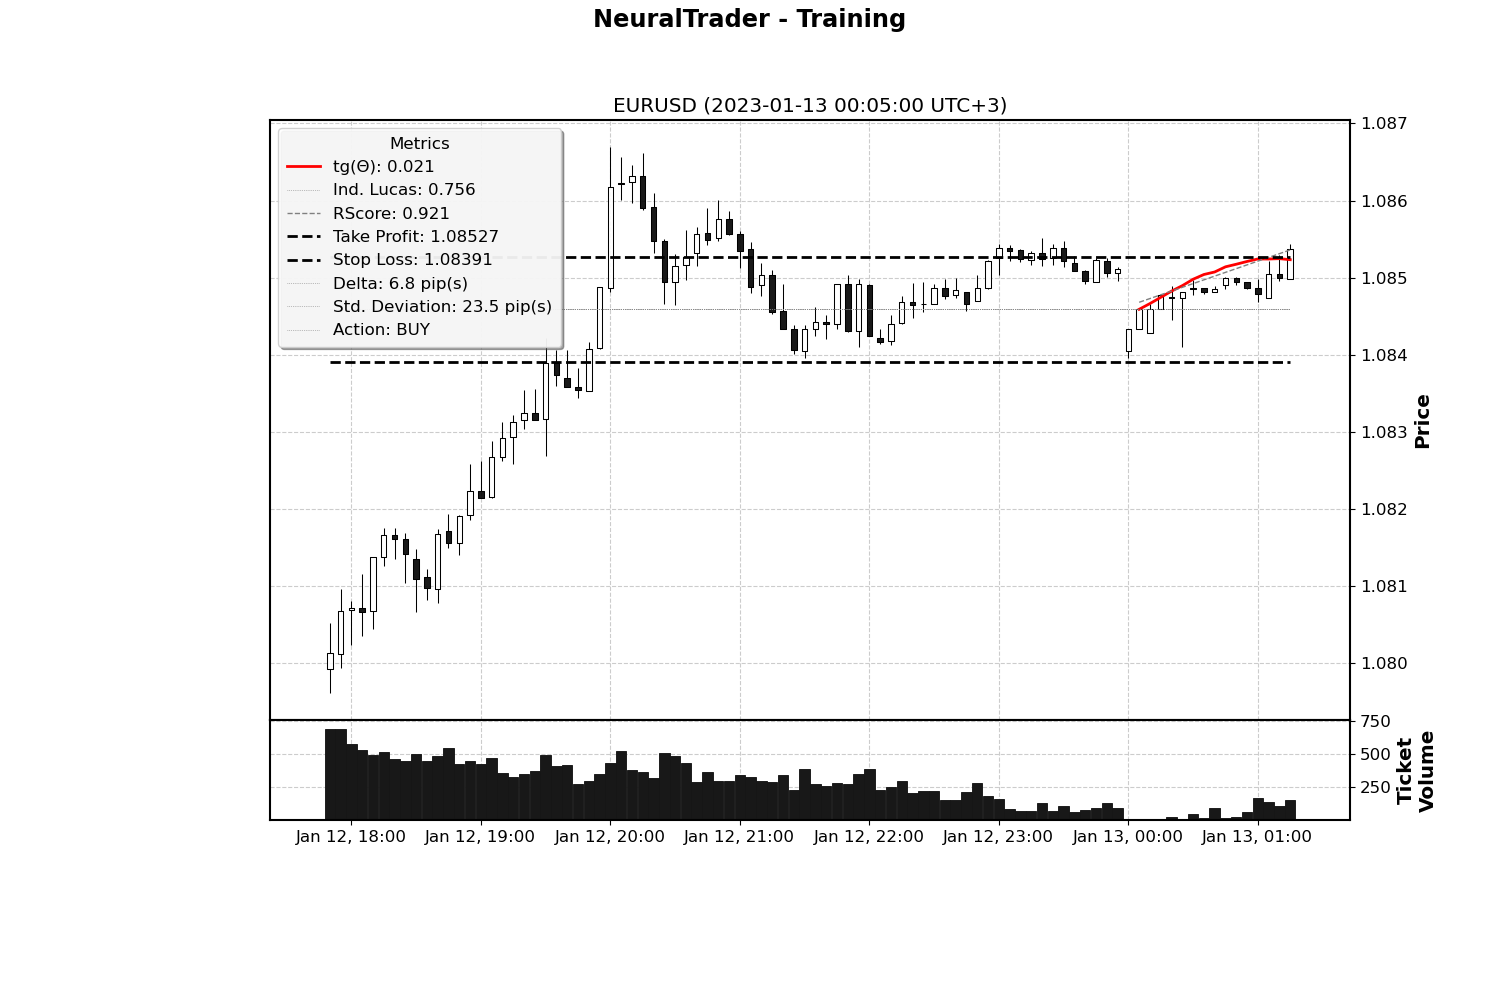 NeuralTrader - Training
EURUSD (2023-01-13 00:05:00 UTC+3)
Metrics
tg(Θ): 0.021
Ind. Lucas: 0.756
RScore: 0.921
Take Profit: 1.08527
Stop Loss: 1.08391
Delta: 6.8 pip(s)
Std. Deviation: 23.5 pip(s)
Action: BUY
1.087
1.086
1.085
1.084
1.083
1.082
1.081
1.080
Price
750
500
250
Ticket
Volume
Jan 12, 18:00 Jan 12, 19:00 Jan 12, 20:00 Jan 12, 21:00 Jan 12, 22:00 Jan 12, 23:00 Jan 13, 00:00 Jan 13, 01:00